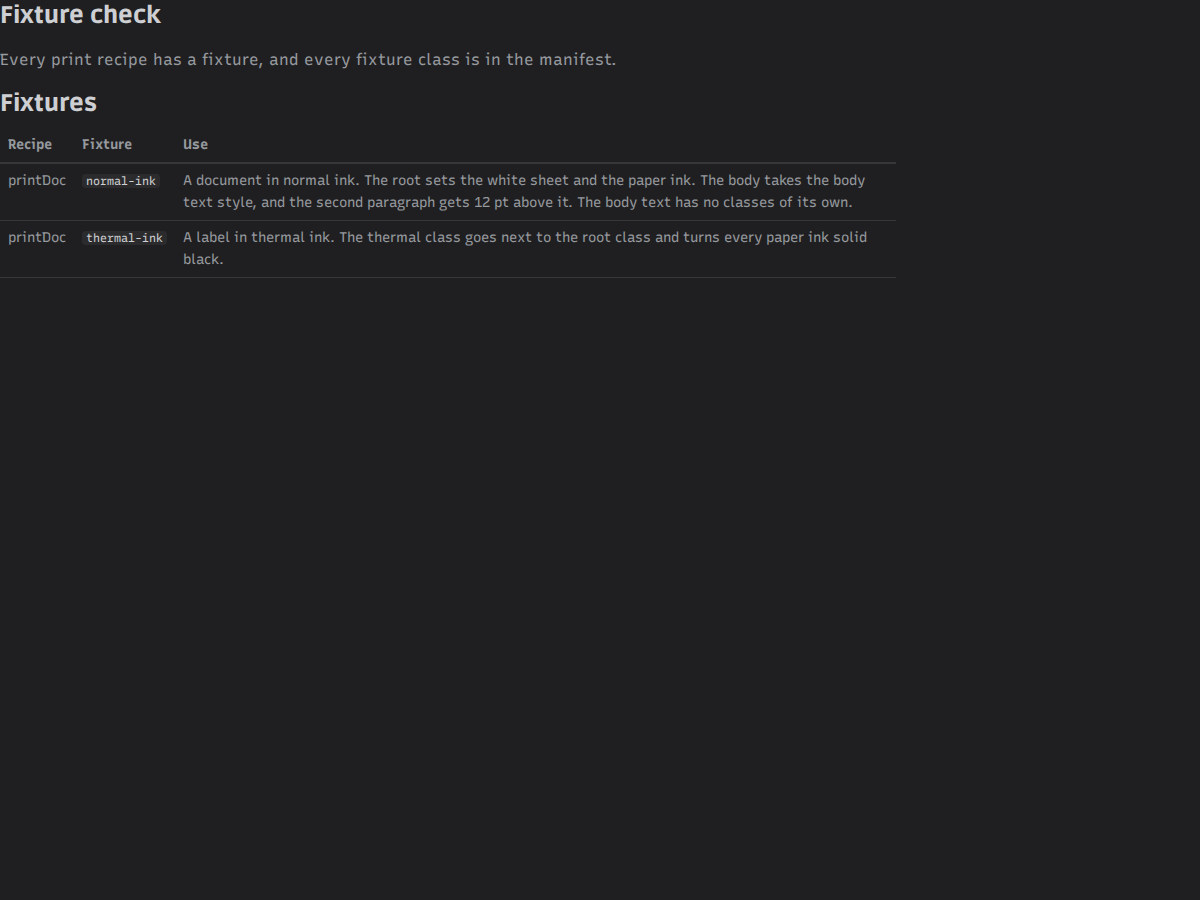 Fixture check
Every print recipe has a fixture, and every fixture class is in the manifest.
Fixtures
Recipe Fixture Use
printDoc normal-ink A document in normal ink. The root sets the white sheet and the paper ink. The body takes the body
text style, and the second paragraph gets 12 pt above it. The body text has no classes of its own.
printDoc thermal-ink A label in thermal ink. The thermal class goes next to the root class and turns every paper ink solid
black.